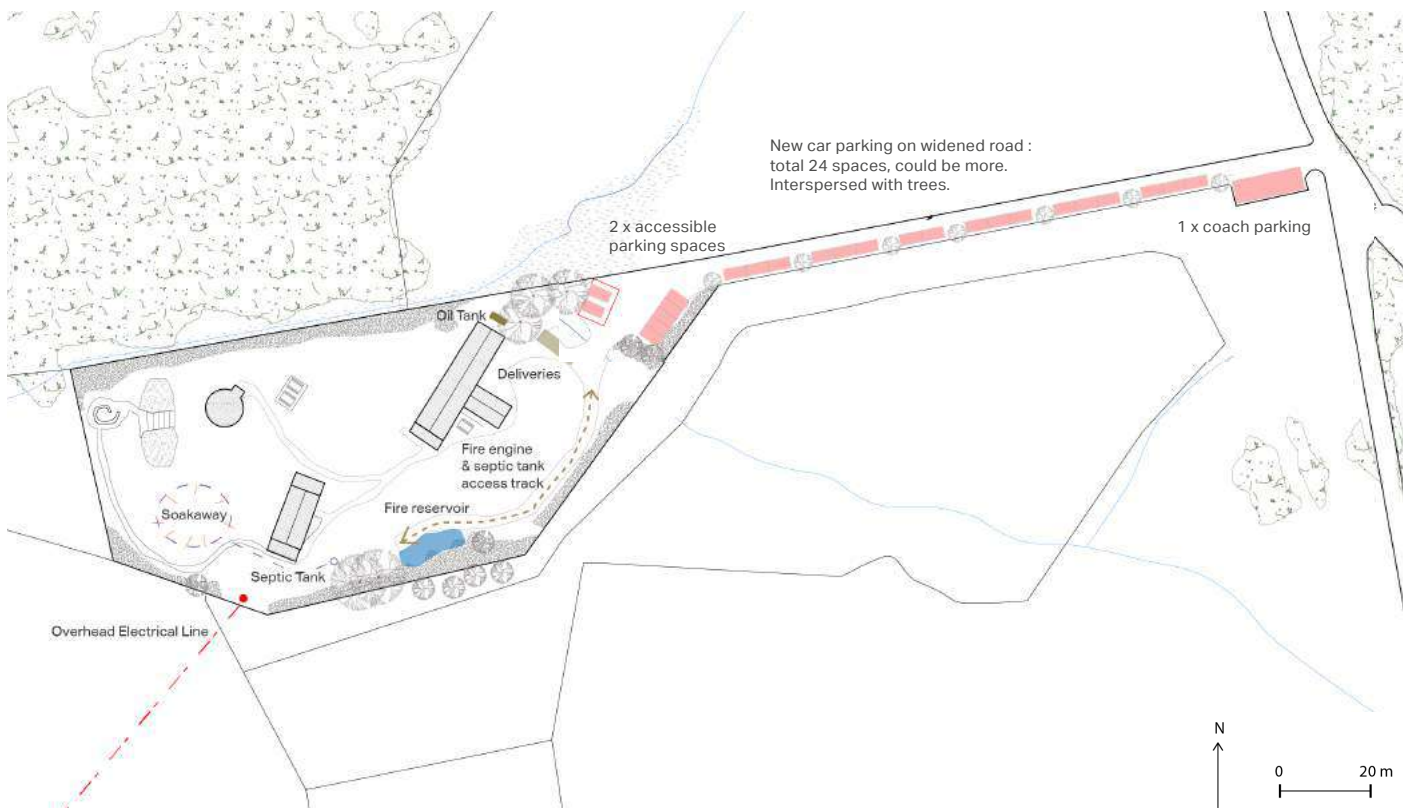 New car parking on widened road :
total 24 spaces, could be more.
Interspersed with trees.
2 x accessible
parking spaces
1 x coach parking
Oil Tank
Deliveries
Fire engine
& septic tank
access track
Fire reservoir
Soakaway
Septic Tank
Overhead Electrical Line
N
0 20 m